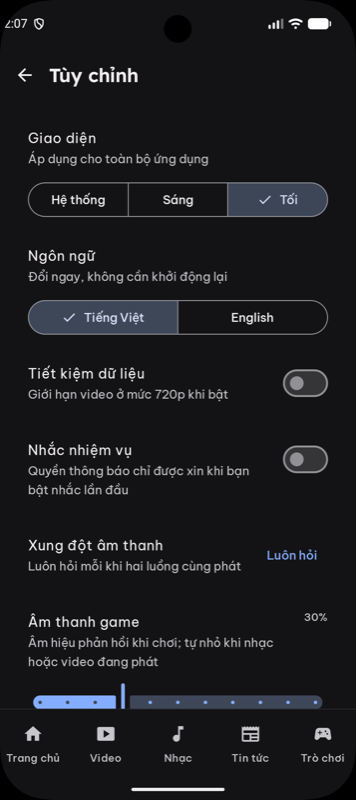 2:07
Tùy chỉnh
Giao diện
Áp dụng cho toàn bộ ứng dụng
Hệ thống
Sáng
Tối
Ngôn ngữ
Đổi ngay, không cần khởi động lại
Tiếng Việt
English
Tiết kiệm dữ liệu
Giới hạn video ở mức 720p khi bật
Nhắc nhiệm vụ
Quyền thông báo chỉ được xin khi bạn
bật nhắc lần đầu
Xung đột âm thanh
Luôn hỏi mỗi khi hai luồng cùng phát
Luôn hỏi
Âm thanh game
30%
Âm hiệu phản hồi khi chơi; tự nhỏ khi nhạc
hoặc video đang phát
Trang chủ
Video
Nhạc
Tin tức
Trò chơi